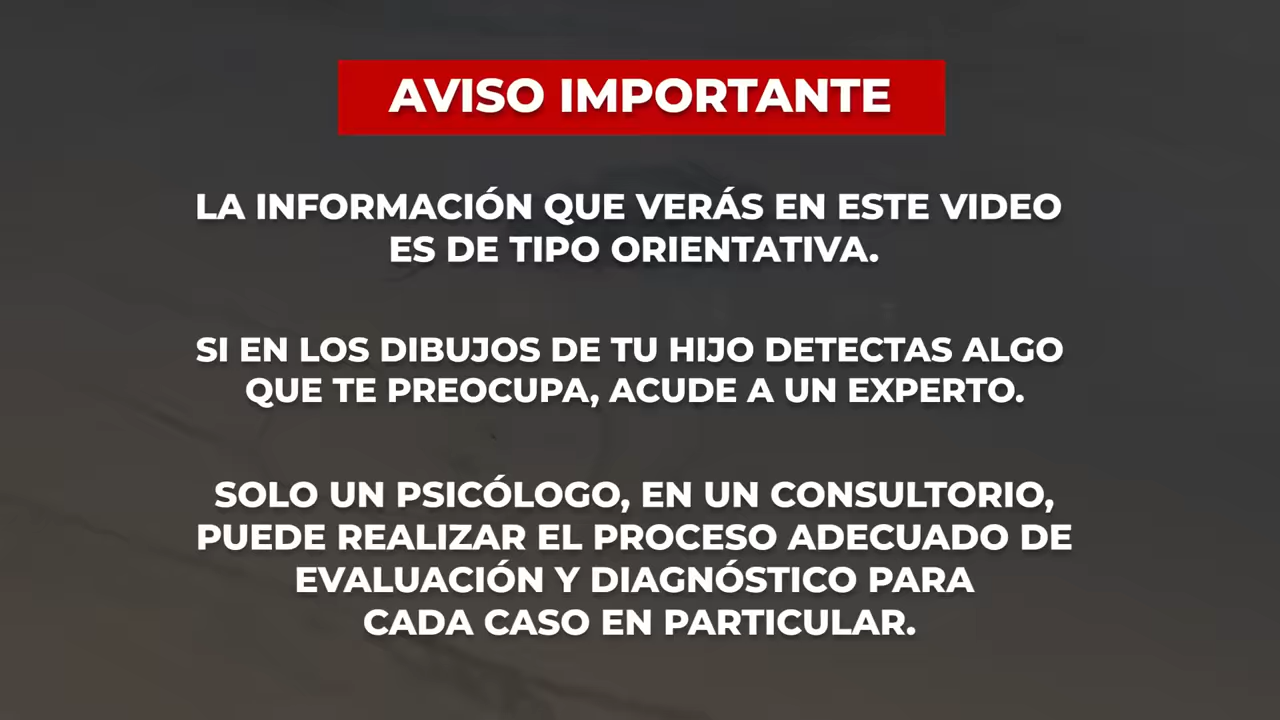 AVISO IMPORTANTE
LA INFORMACIÓN QUE VERÁS EN ESTE VIDEO
ES DE TIPO ORIENTATIVA.
SI EN LOS DIBUJOS DE TU HIJO DETECTAS ALGO
QUE TE PREOCUPA, ACUDE A UN EXPERTO.
SOLO UN PSICÓLOGO, EN UN CONSULTORIO,
PUEDE REALIZAR EL PROCESO ADECUADO DE
EVALUACIÓN Y DIAGNÓSTICO PARA
CADA CASO EN PARTICULAR.